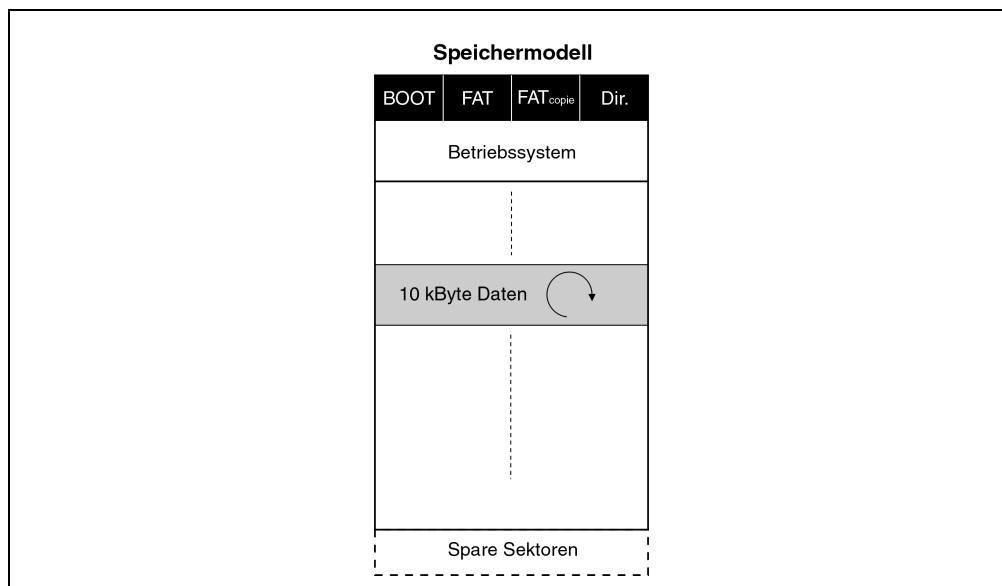 Speichermodell
BOOT FAT FATcopie Dir.
Betriebssystem
10 kByte Daten
Spare Sektoren